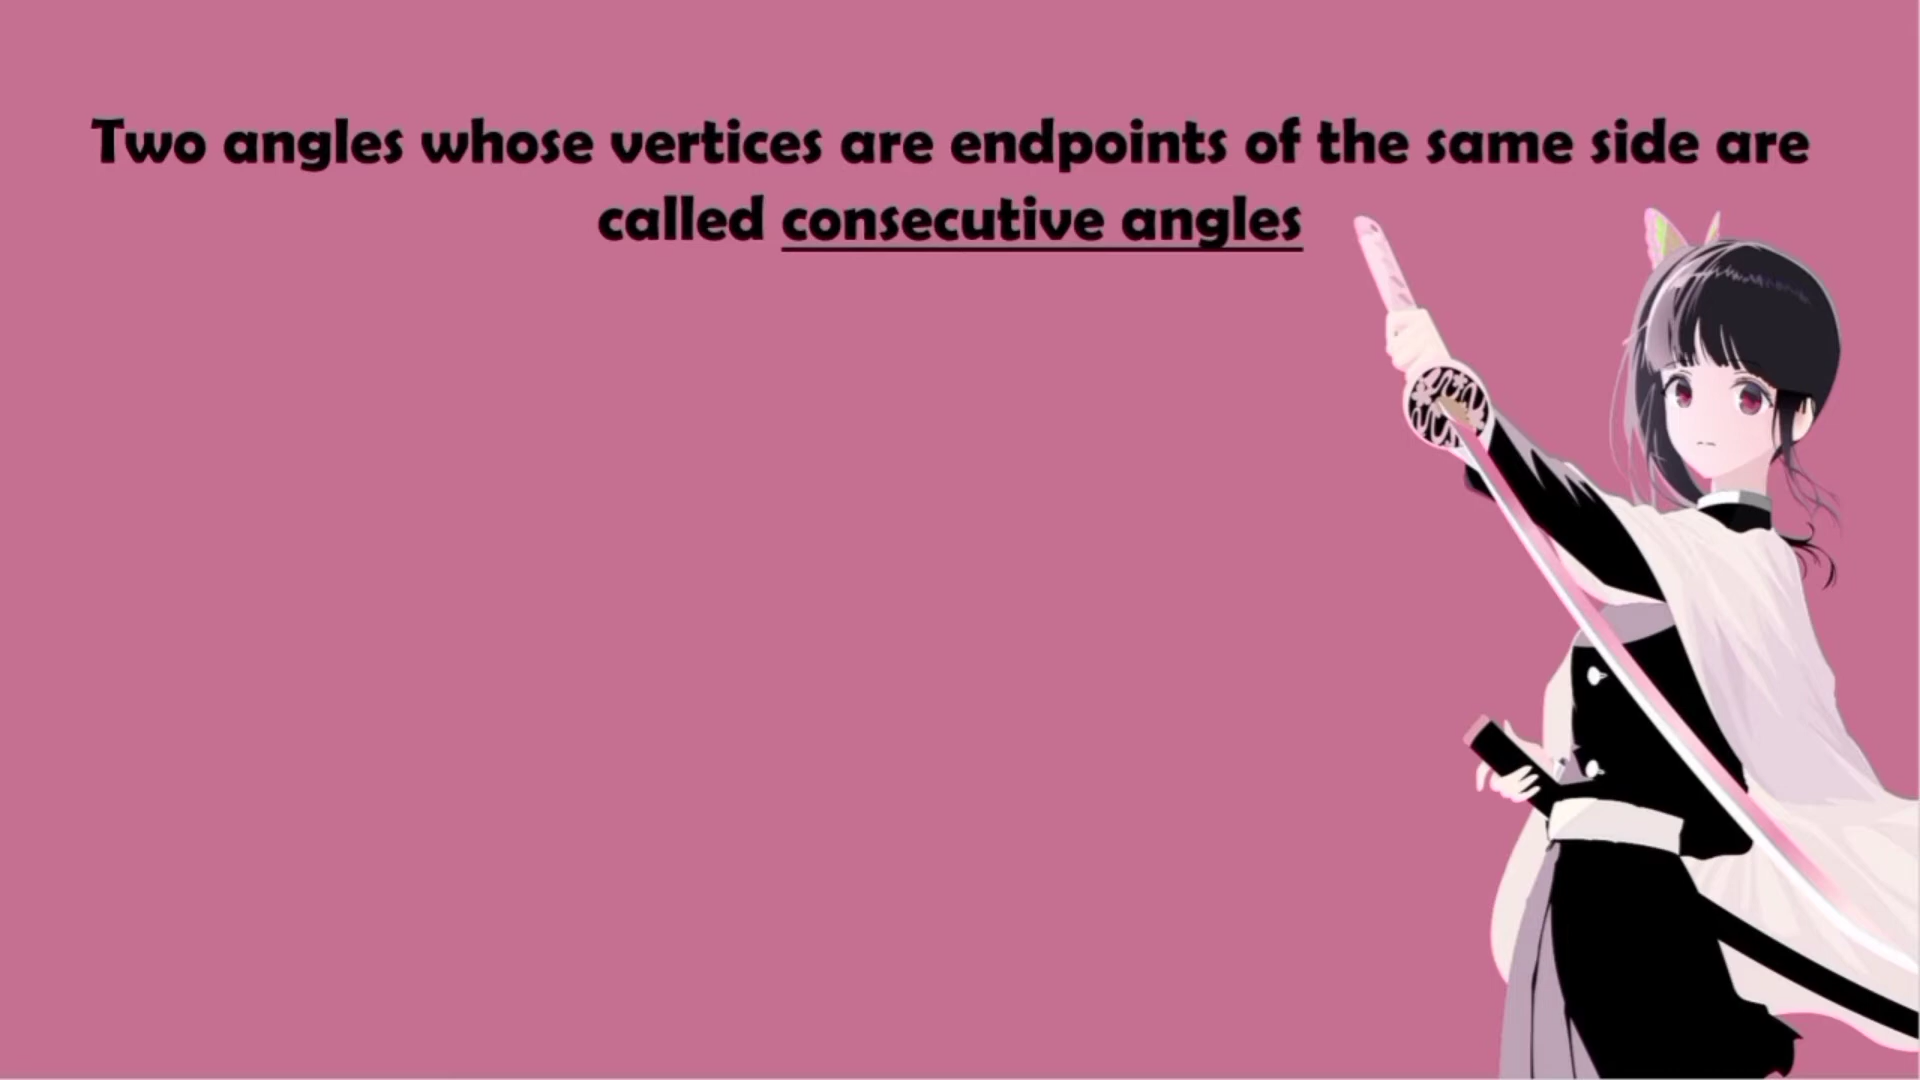 Two angles whose vertices are endpoints of the same side are
called consecutive angles